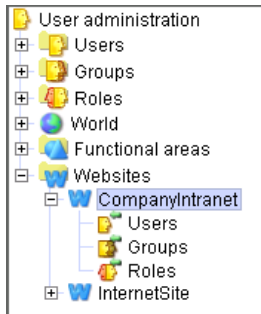 User administration
Users
Groups
Roles
World
Functional areas
Websites
CompanyIntranet
Users
Groups
Roles
InternetSite